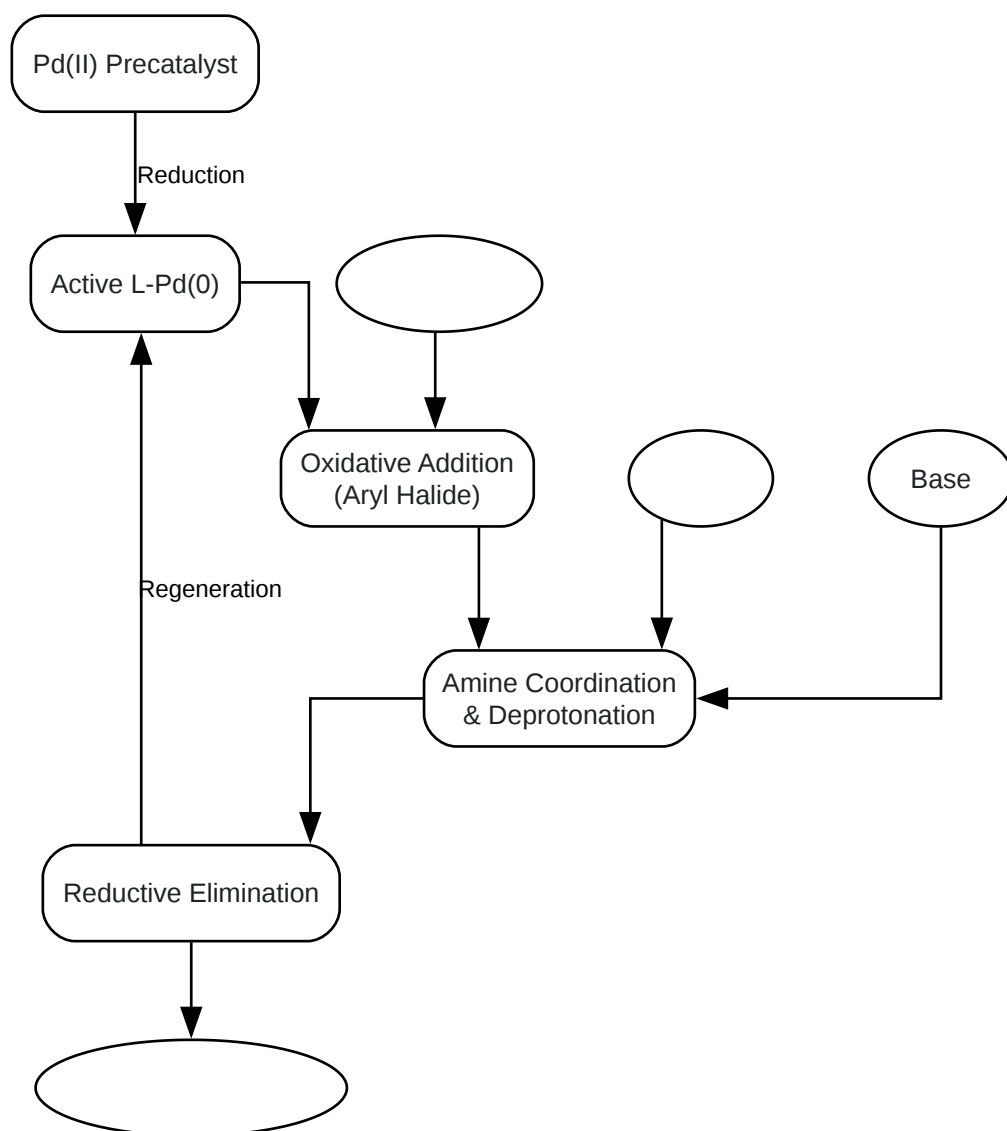 Pd(II) Precatalyst
Reduction
Active L-Pd(0)
Oxidative Addition
(Aryl Halide)
Base
Regeneration
Amine Coordination
& Deprotonation
Reductive Elimination